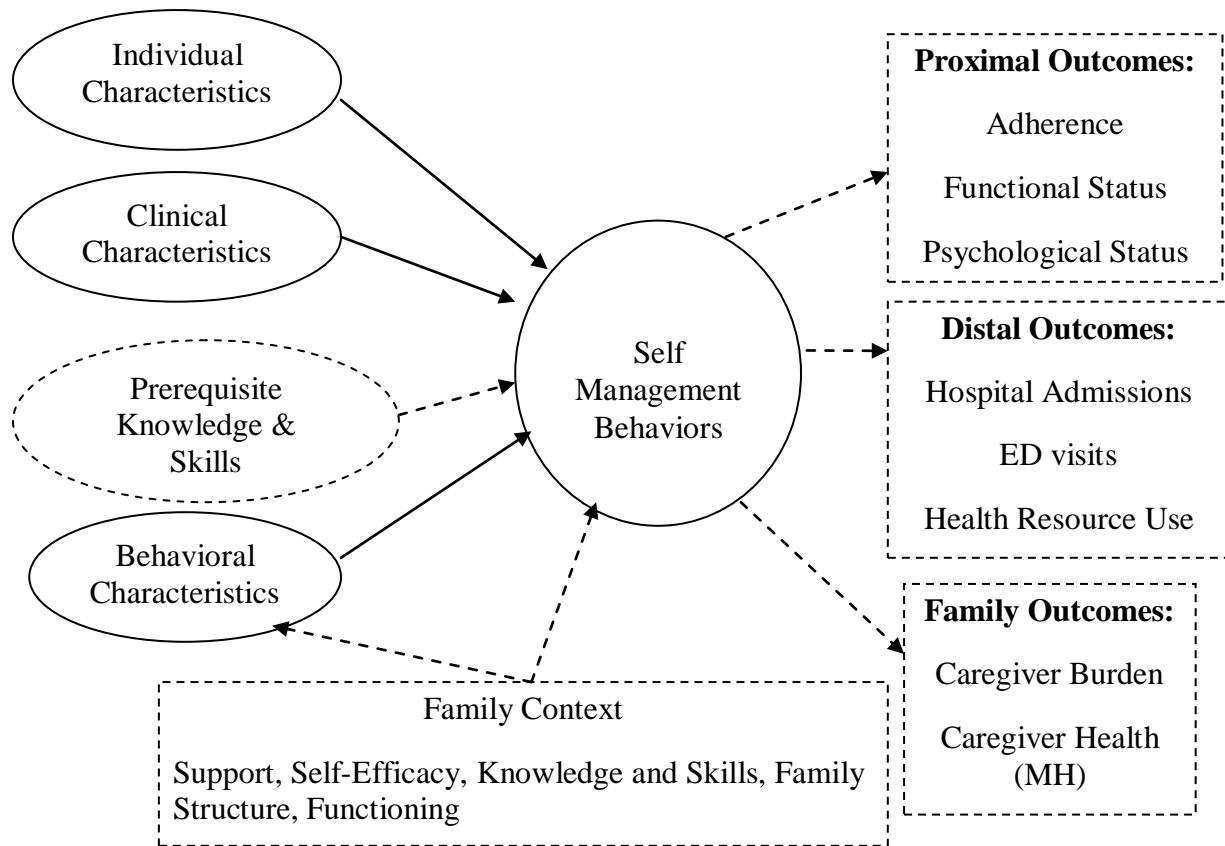 Individual
Characteristics
Clinical
Characteristics
Prerequisite
Knowledge &
Skills
Behavioral
Characteristics
Self
Management
Behaviors
Family Context
Support, Self-Efficacy, Knowledge and Skills, Family
Structure, Functioning
Proximal Outcomes:
Adherence
Functional Status
Psychological Status
Distal Outcomes:
Hospital Admissions
ED visits
Health Resource Use
Family Outcomes:
Caregiver Burden
Caregiver Health
(MH)